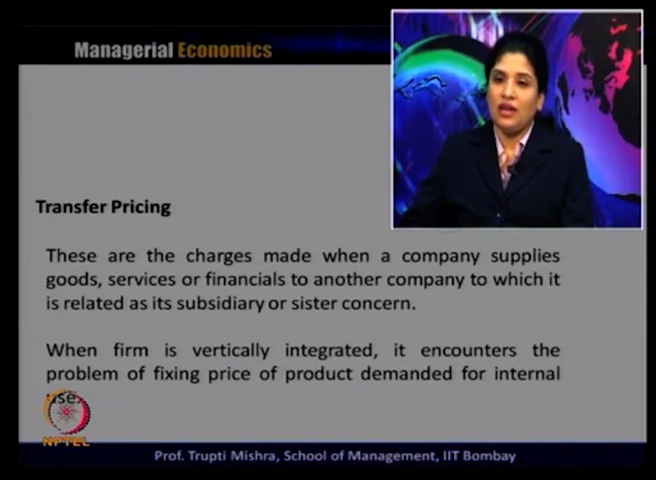 Managerial Economics
Transfer Pricing
These are the charges made when a company supplies
goods, services or financials to another company to which it
is related as its subsidiary or sister concern.
When firm is vertically integrated, it encounters the
problem of fixing price of product demanded for internal
use.
NPTEL
Prof. Trupti Mishra, School of Management, IIT Bombay